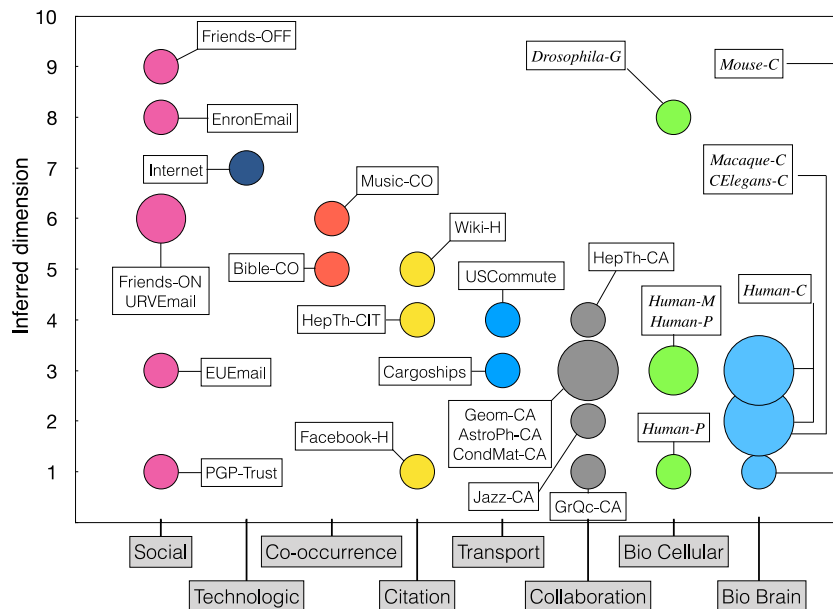 10
9
8
7
6
5
4
3
2
1
Inferred dimension
Friends-OFF
EnronEmail
Internet
Friends-ON
URVEmail
EUEmail
PGP-Trust
Music-CO
Bible-CO
Wiki-H
HepTh-CIT
Facebook-H
USCommute
Cargoships
HepTh-CA
Geom-CA
AstroPh-CA
CondMat-CA
Jazz-CA
GrQc-CA
Drosophila-G
Human-M
Human-P
Human-P
Mouse-C
Macaque-C
CElegans-C
Human-C
Social
Technologic
Co-occurrence
Citation
Transport
Collaboration
Bio Cellular
Bio Brain